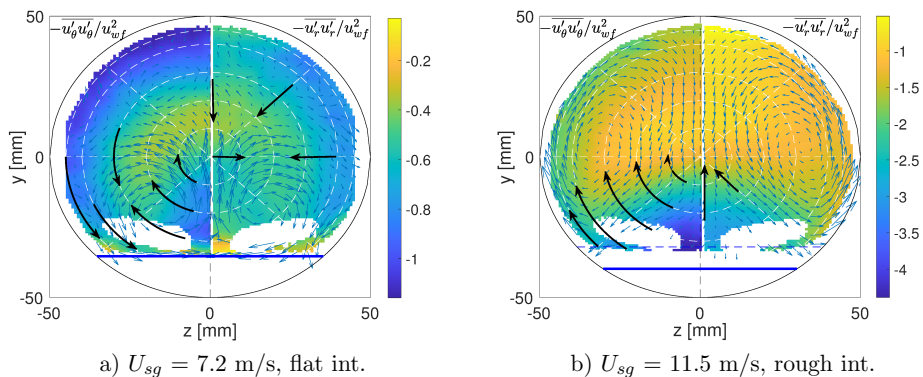 $-\overline{u'_\theta u'_\theta}/u^2_{wf}$ $-\overline{u'_r u'_r}/u^2_{wf}$
50
0
-50
y [mm]
-50 0 50
z [mm]
-0.2
-0.4
-0.6
-0.8
-1
a) $U_{sg}$ = 7.2 m/s, flat int.
$-\overline{u'_\theta u'_\theta}/u^2_{wf}$ $-\overline{u'_r u'_r}/u^2_{wf}$
50
0
-50
y [mm]
-50 0 50
z [mm]
-1
-1.5
-2
-2.5
-3
-3.5
-4
b) $U_{sg}$ = 11.5 m/s, rough int.